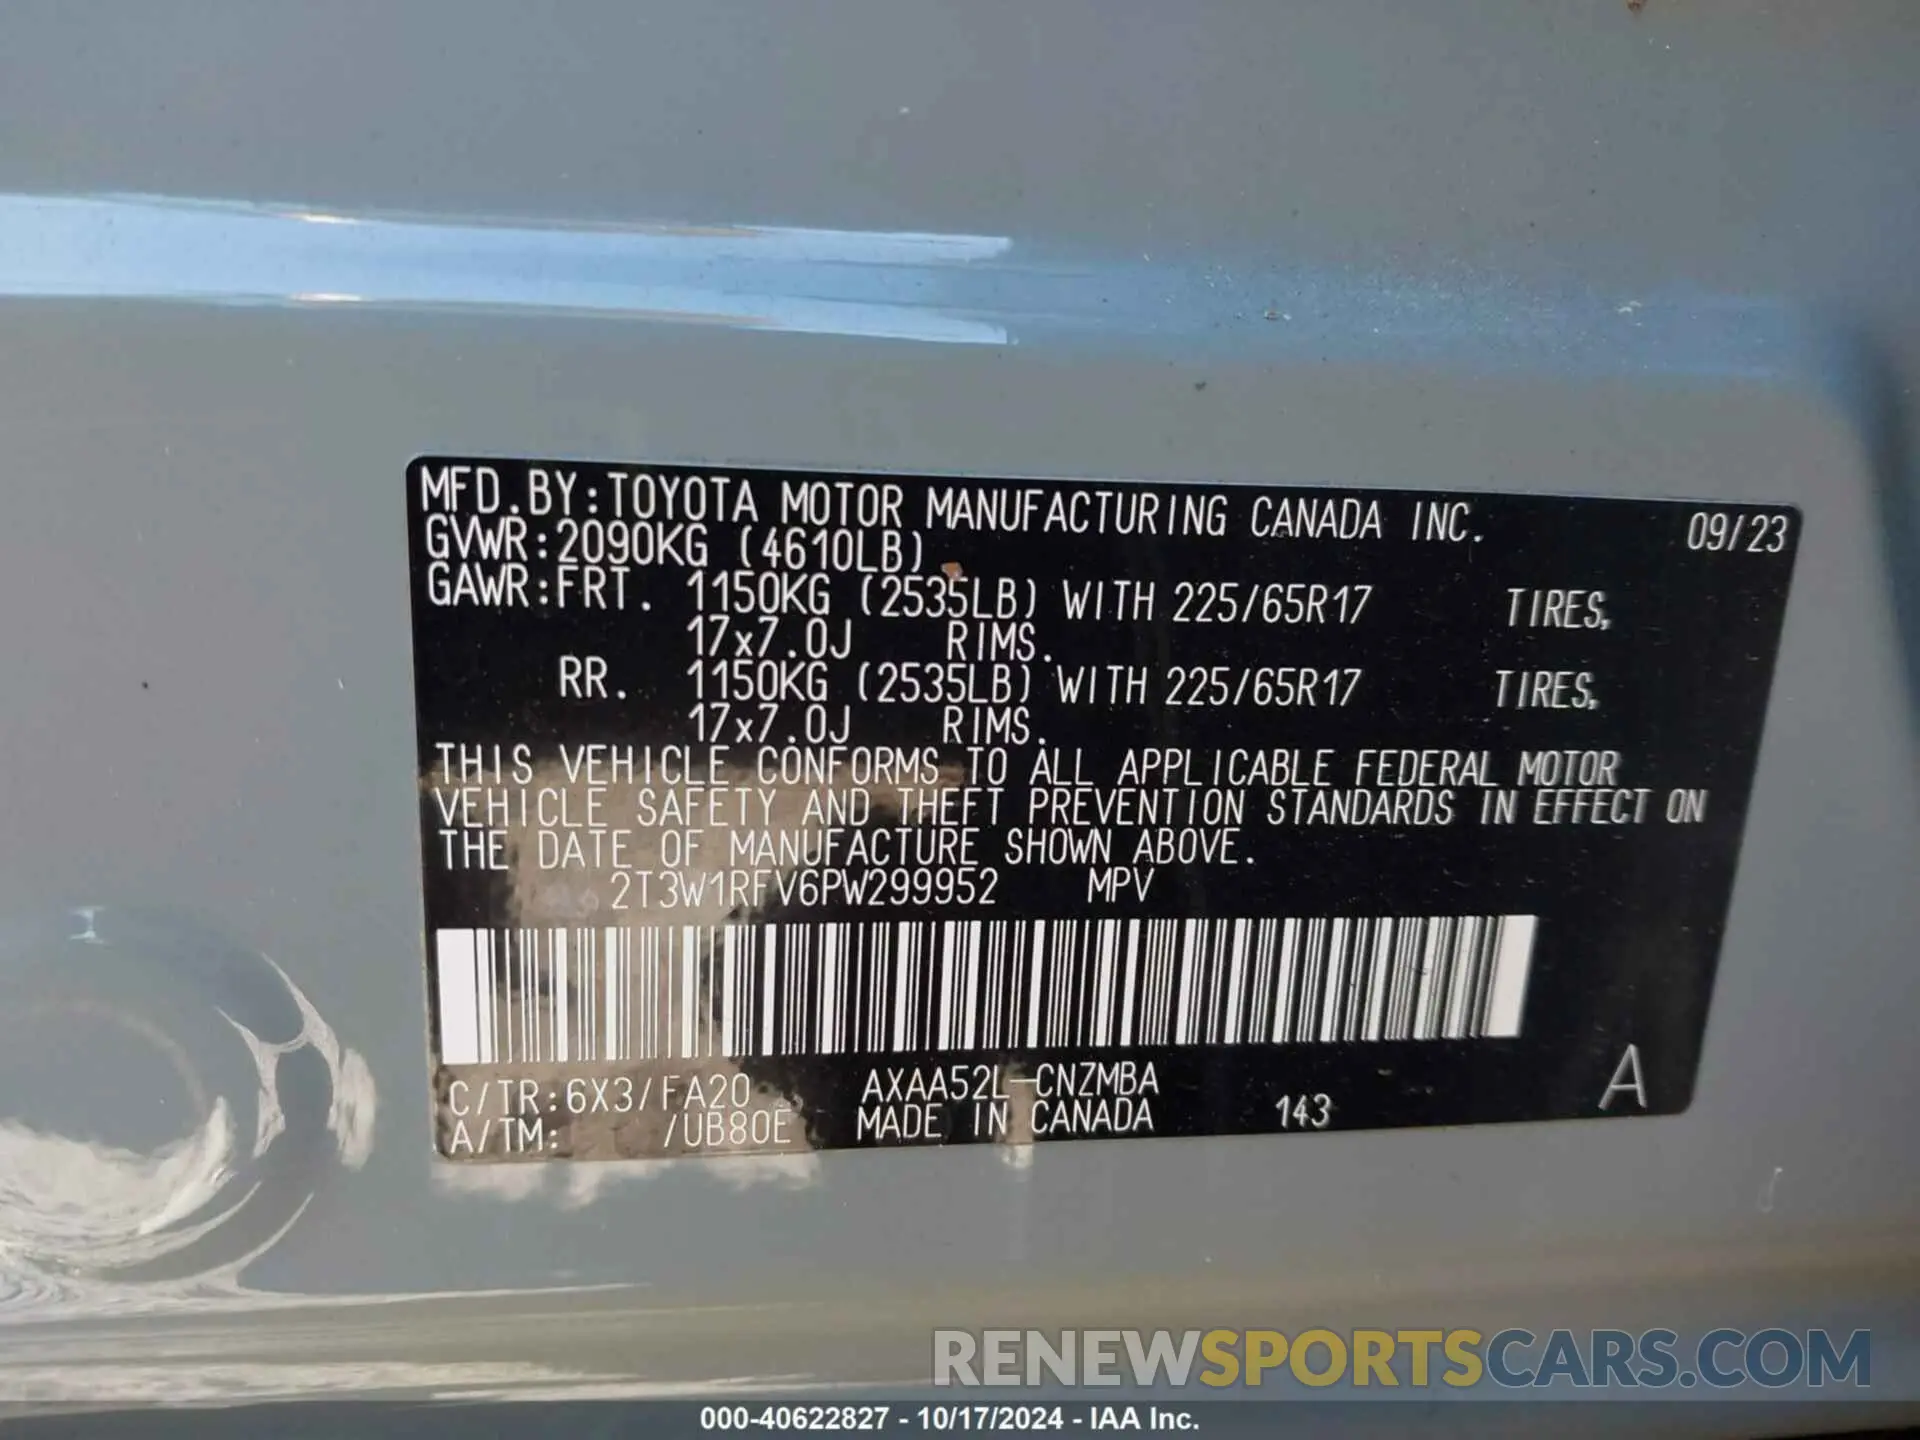 MFD.BY:TOYOTA MOTOR MANUFACTURING CANADA INC. 09/23
GVWR:2090KG (4610LB)
GAWR:FRT. 1150KG (2535LB) WITH 225/65R17 TIRES,
17x7.0J RIMS.
RR. 1150KG (2535LB) WITH 225/65R17 TIRES,
17x7.0J RIMS.
THIS VEHICLE CONFORMS TO ALL APPLICABLE FEDERAL MOTOR
VEHICLE SAFETY AND THEFT PREVENTION STANDARDS IN EFFECT ON
THE DATE OF MANUFACTURE SHOWN ABOVE.
2T3W1RFV6PW299952 MPV
C/TR:6X3/FA20 AXAA52L-CNZMBA
A/TM: /UB80E MADE IN CANADA 143 A
RENEWSPORTSCARS.COM
000-40622827 - 10/17/2024 - IAA Inc.